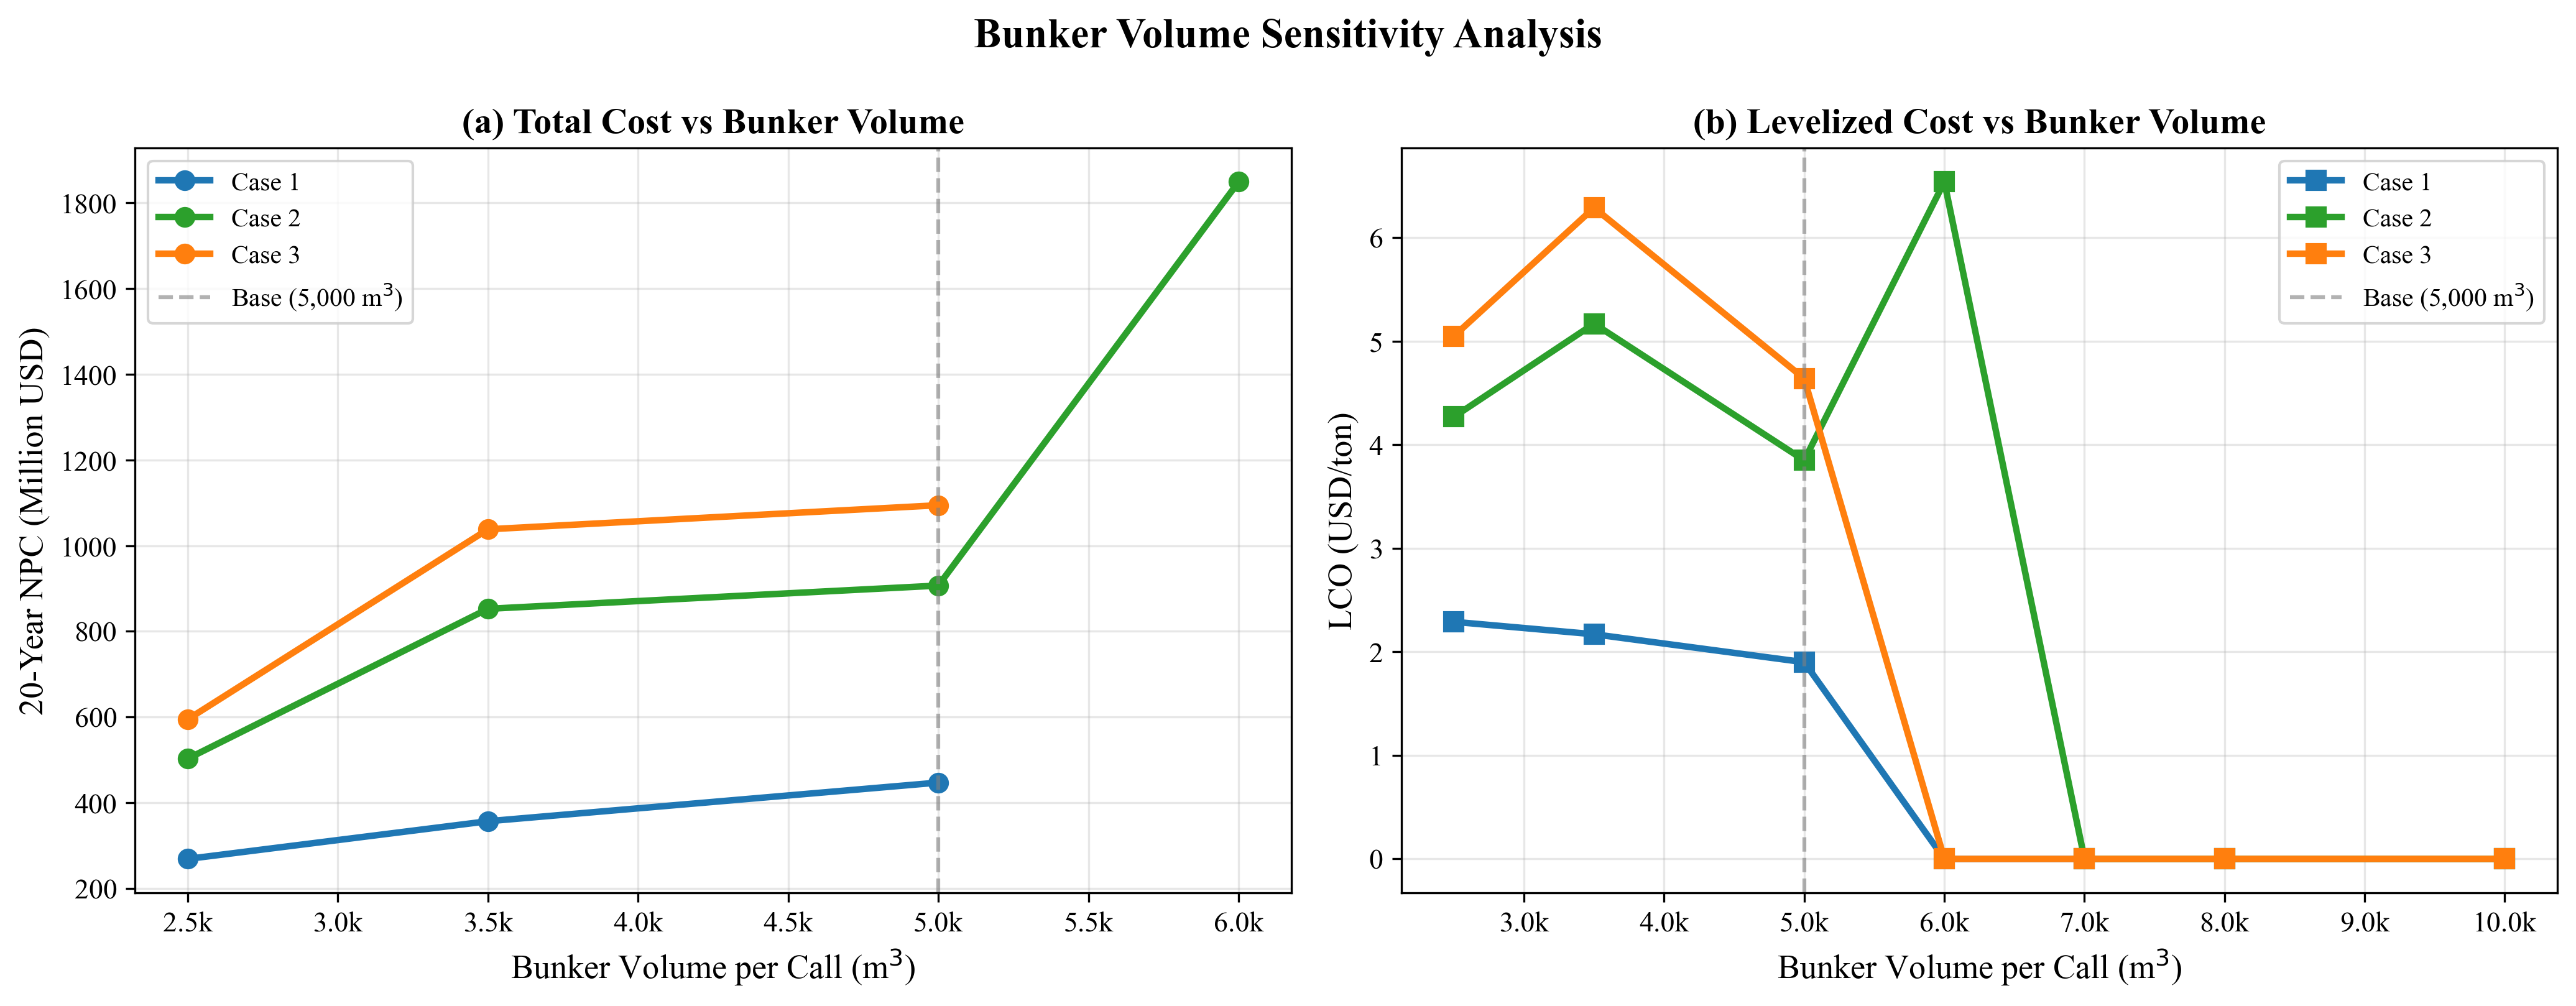 Bunker Volume Sensitivity Analysis
(a) Total Cost vs Bunker Volume
Case 1
Case 2
Case 3
Base (5,000 m³)
20-Year NPC (Million USD)
1800
1600
1400
1200
1000
800
600
400
200
2.5k 3.0k 3.5k 4.0k 4.5k 5.0k 5.5k 6.0k
Bunker Volume per Call (m³)
(b) Levelized Cost vs Bunker Volume
Case 1
Case 2
Case 3
Base (5,000 m³)
LCO (USD/ton)
6
5
4
3
2
1
0
3.0k 4.0k 5.0k 6.0k 7.0k 8.0k 9.0k 10.0k
Bunker Volume per Call (m³)